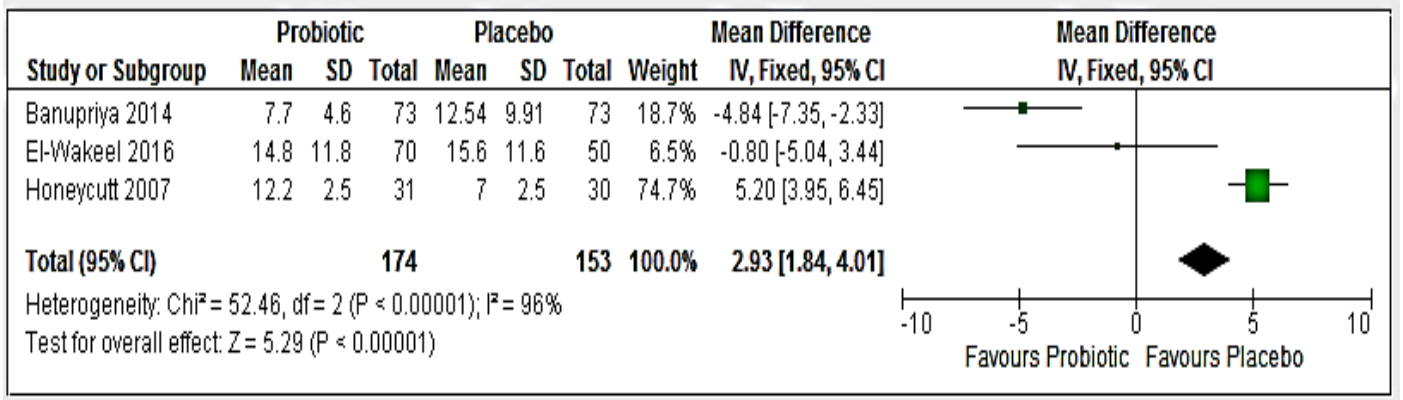 Probiotic Placebo Mean Difference Mean Difference
Study or Subgroup Mean SD Total Mean SD Total Weight IV, Fixed, 95% CI IV, Fixed, 95% CI
Banupriya 2014 7.7 4.6 73 12.54 9.91 73 18.7% -4.84 [-7.35, -2.33]
El-Wakeel 2016 14.8 11.8 70 15.6 11.6 50 6.5% -0.80 [-5.04, 3.44]
Honeycutt 2007 12.2 2.5 31 7 2.5 30 74.7% 5.20 [3.95, 6.45]
Total (95% CI) 174 153 100.0% 2.93 [1.84, 4.01]
Heterogeneity: Chi² = 52.46, df = 2 (P < 0.00001); I² = 96%
Test for overall effect: Z = 5.29 (P < 0.00001)
-10 -5 0 5 10
Favours Probiotic Favours Placebo